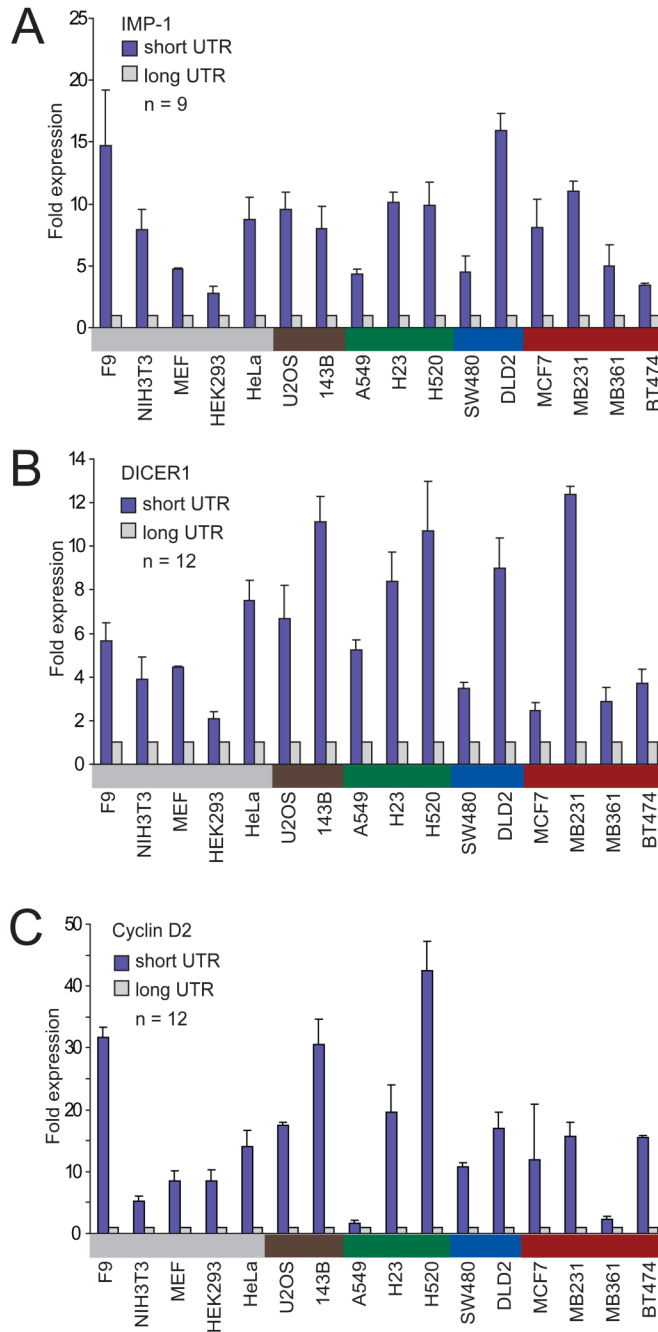 A
IMP-1
short UTR
long UTR
n = 9
Fold expression
25
20
15
10
5
0
F9
NIH3T3
MEF
HEK293
HeLa
U2OS
143B
A549
H23
H520
SW480
DLD2
MCF7
MB231
MB361
BT474
B
DICER1
short UTR
long UTR
n = 12
Fold expression
14
12
10
8
6
4
2
0
F9
NIH3T3
MEF
HEK293
HeLa
U2OS
143B
A549
H23
H520
SW480
DLD2
MCF7
MB231
MB361
BT474
C
Cyclin D2
short UTR
long UTR
n = 12
Fold expression
50
40
30
20
10
0
F9
NIH3T3
MEF
HEK293
HeLa
U2OS
143B
A549
H23
H520
SW480
DLD2
MCF7
MB231
MB361
BT474